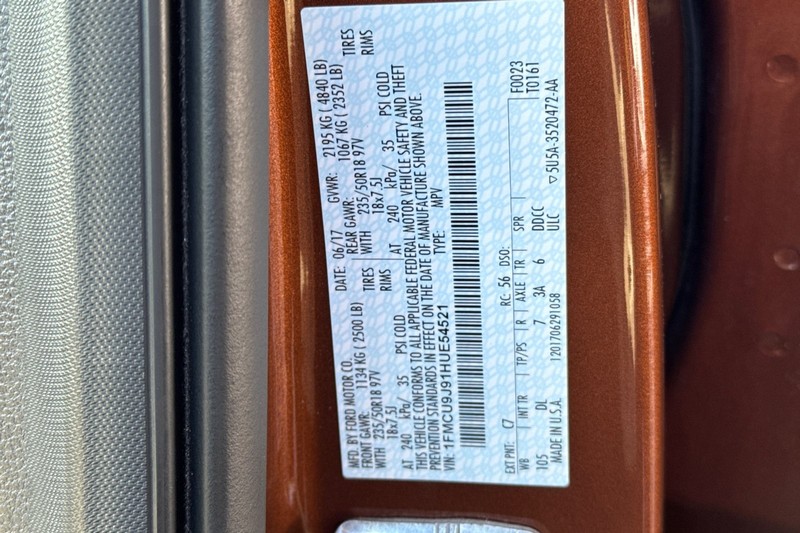 MFD. BY FORD MOTOR CO. DATE: 06/17 GVWR: 2195 KG ( 4840 LB)
FRONT GAWR: 1134 KG ( 2500 LB) REAR GAWR: 1067 KG ( 2352 LB)
WITH 235/50R18 97V TIRES WITH 235/50R18 97V TIRES
18x7.5J RIMS 18x7.5J RIMS
AT 240 kPa/ 35 PSI COLD AT 240 kPa/ 35 PSI COLD
THIS VEHICLE CONFORMS TO ALL APPLICABLE FEDERAL MOTOR VEHICLE SAFETY AND THEFT
PREVENTION STANDARDS IN EFFECT ON THE DATE OF MANUFACTURE SHOWN ABOVE.
VIN: 1FMCU9J91HUE54521 TYPE: MPV
F0023
EXT PNT: C7 RC: 56 DSO: T0161
WB INT TR TP/PS R AXLE TR SPR
105 DL 7 3A 6 DDCC
MADE IN U.S.A. 1201706291058 ULC ▽5U5A-3520472-AA